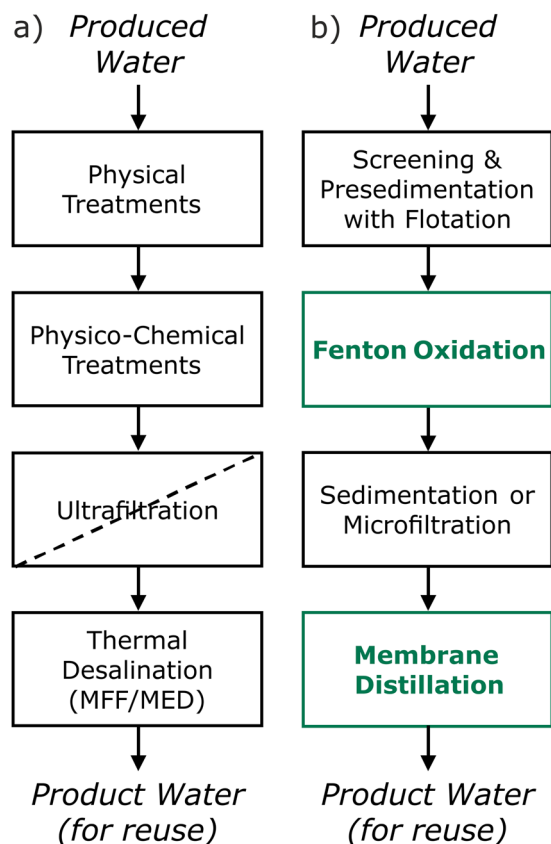 a)
Produced
Water
Physical
Treatments
Physico-Chemical
Treatments
Ultrafiltration
Thermal
Desalination
(MFF/MED)
Product Water
(for reuse)
b)
Produced
Water
Screening &
Presedimentation
with Flotation
Fenton Oxidation
Sedimentation or
Microfiltration
Membrane
Distillation
Product Water
(for reuse)